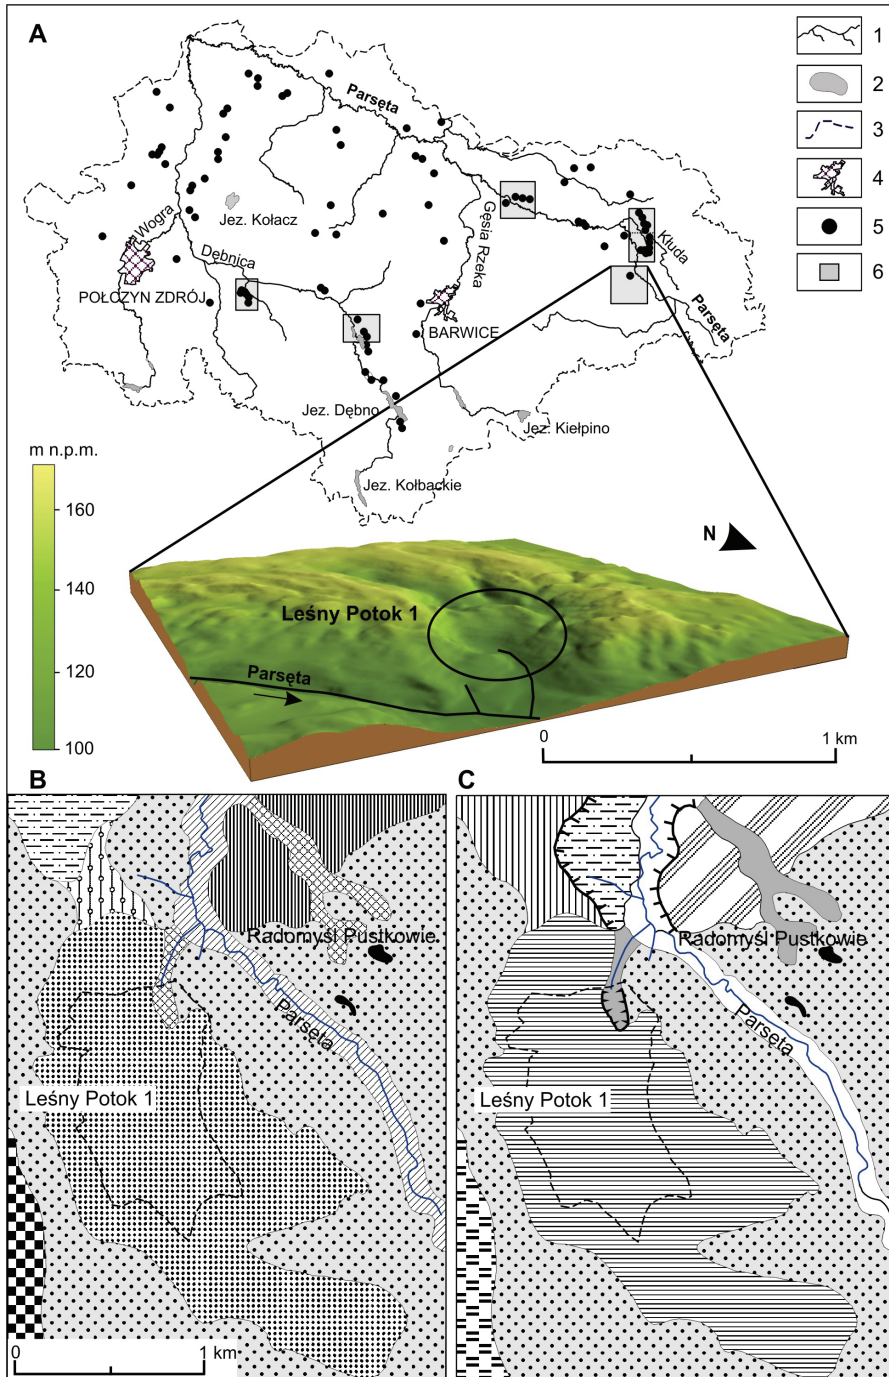 A
1
2
3
4
5
6
Parsęta
Wogra
Jez. Kołacz
Dębnica
Gęsia Rzeka
Kłuda
POŁCZYN ZDRÓJ
BARWICE
Parsęta
Jez. Dębno
Jez. Kiełpino
Jez. Kołbackie
m n.p.m.
160
140
120
100
N
Leśny Potok 1
Parsęta
0
1 km
B
Radomyśl Pustkowie
Parsęta
Leśny Potok 1
0
1 km
C
Radomyśl Pustkowie
Parsęta
Leśny Potok 1